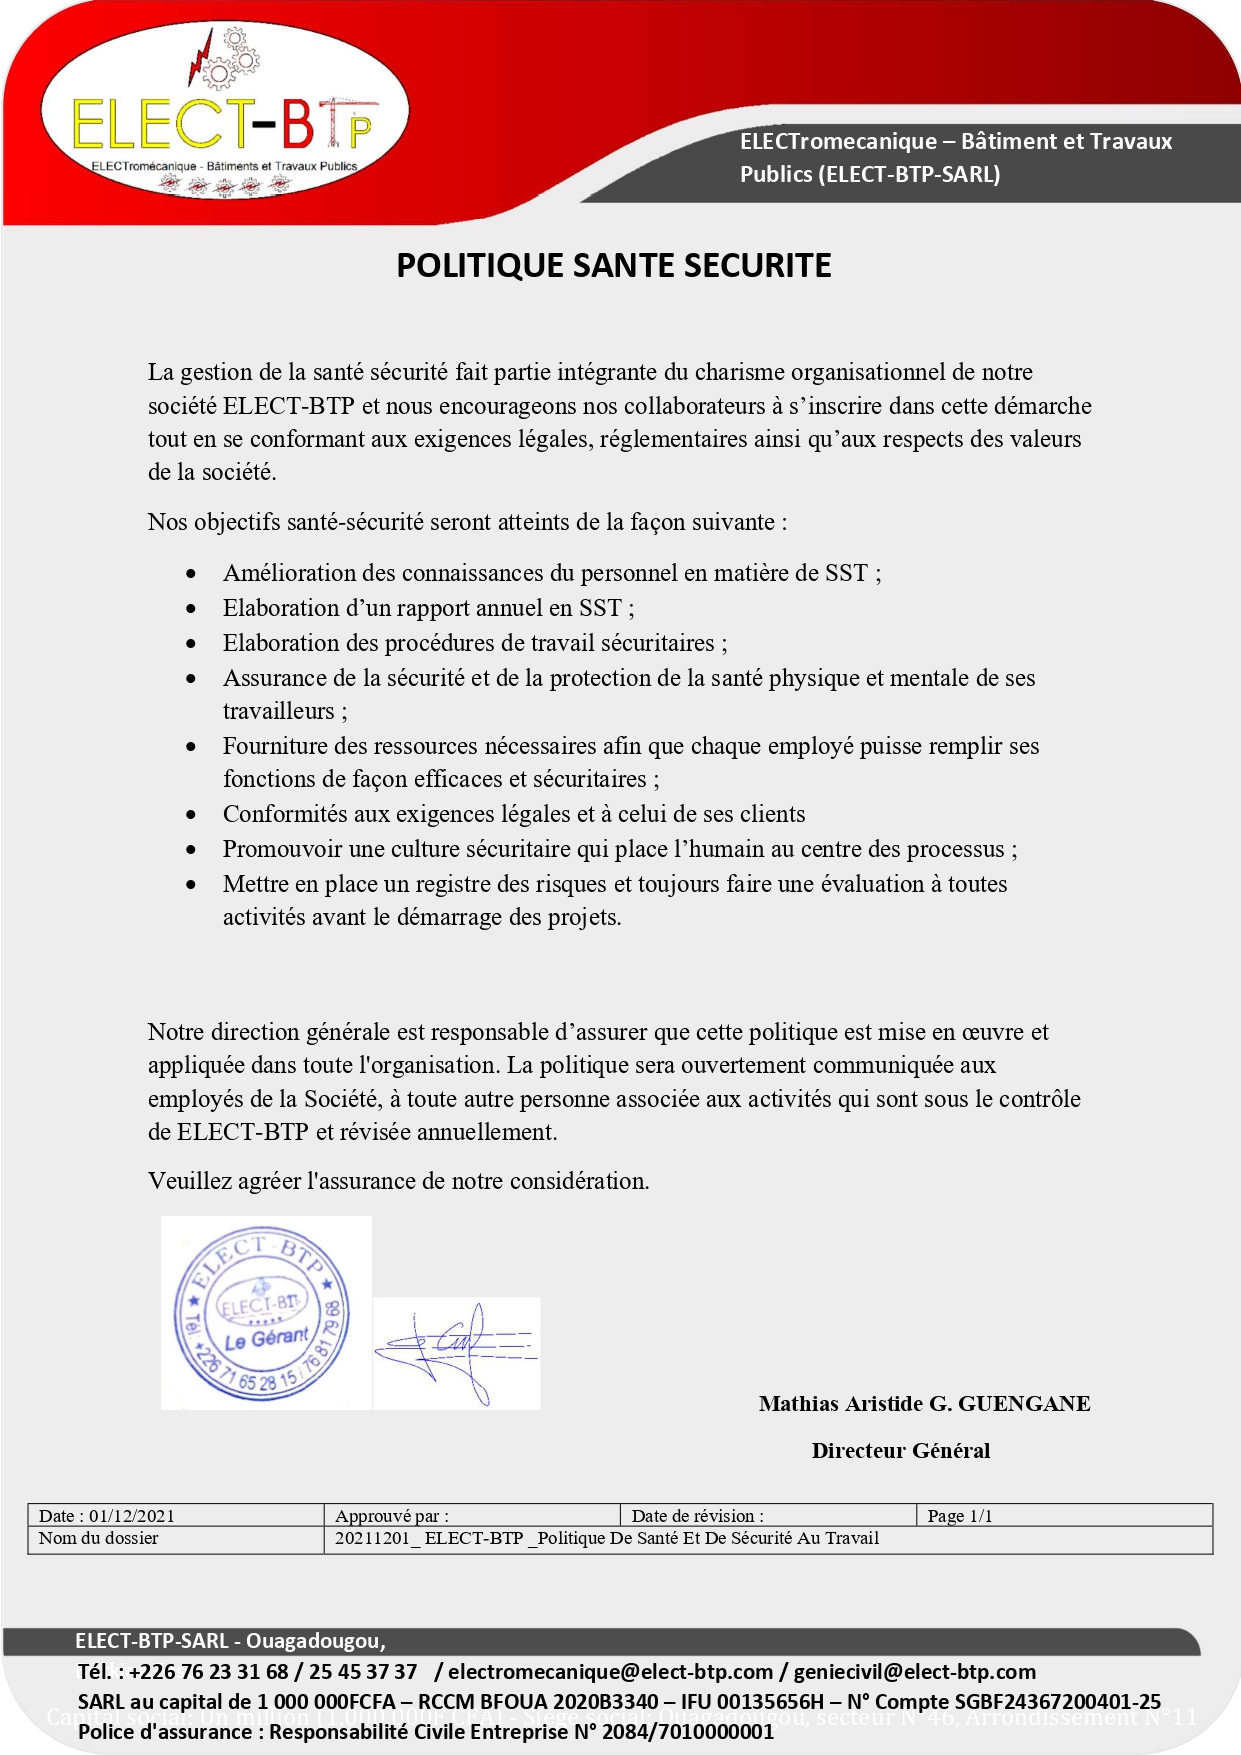 ELECT-BTP
ELECTromécanique - Bâtiments et Travaux Publics
ELECTromecanique – Bâtiment et Travaux
Publics (ELECT-BTP-SARL)
POLITIQUE SANTE SECURITE
La gestion de la santé sécurité fait partie intégrante du charisme organisationnel de notre
société ELECT-BTP et nous encourageons nos collaborateurs à s’inscrire dans cette démarche
tout en se conformant aux exigences légales, réglementaires ainsi qu’aux respects des valeurs
de la société.
Nos objectifs santé-sécurité seront atteints de la façon suivante :
• Amélioration des connaissances du personnel en matière de SST ;
• Elaboration d’un rapport annuel en SST ;
• Elaboration des procédures de travail sécuritaires ;
• Assurance de la sécurité et de la protection de la santé physique et mentale de ses
travailleurs ;
• Fourniture des ressources nécessaires afin que chaque employé puisse remplir ses
fonctions de façon efficaces et sécuritaires ;
• Conformités aux exigences légales et à celui de ses clients
• Promouvoir une culture sécuritaire qui place l’humain au centre des processus ;
• Mettre en place un registre des risques et toujours faire une évaluation à toutes
activités avant le démarrage des projets.
Notre direction générale est responsable d’assurer que cette politique est mise en œuvre et
appliquée dans toute l'organisation. La politique sera ouvertement communiquée aux
employés de la Société, à toute autre personne associée aux activités qui sont sous le contrôle
de ELECT-BTP et révisée annuellement.
Veuillez agréer l'assurance de notre considération.
ELECT-BTP
ELECT-BTP
Le Gérant
Tél: +226 71 65 28 15 / 76 81 79 68
Mathias Aristide G. GUENGANE
Directeur Général
Date : 01/12/2021 Approuvé par : Date de révision : Page 1/1
Nom du dossier 20211201_ ELECT-BTP _Politique De Santé Et De Sécurité Au Travail
ELECT-BTP-SARL - Ouagadougou,
Tél. : +226 76 23 31 68 / 25 45 37 37 / electromecanique@elect-btp.com / geniecivil@elect-btp.com
SARL au capital de 1 000 000FCFA – RCCM BFOUA 2020B3340 – IFU 00135656H – N° Compte SGBF24367200401-25
Capital social: Un million (1.000.000F CFA) - Siège social: Ouagadougou, secteur N°46, Arrondissement N°11
Police d'assurance : Responsabilité Civile Entreprise N° 2084/7010000001